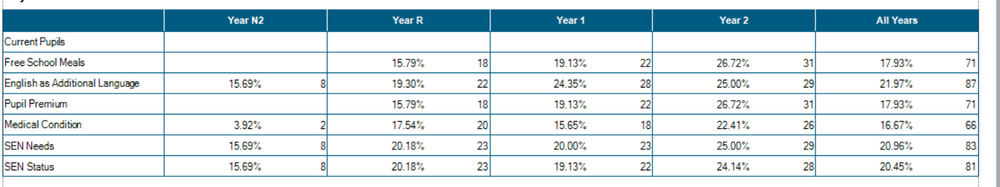 Year N2 Year R Year 1 Year 2 All Years
Current Pupils
Free School Meals 15.79% 18 19.13% 22 26.72% 31 17.93% 71
English as Additional Language 15.69% 8 19.30% 22 24.35% 28 25.00% 29 21.97% 87
Pupil Premium 15.79% 18 19.13% 22 26.72% 31 17.93% 71
Medical Condition 3.92% 2 17.54% 20 15.65% 18 22.41% 26 16.67% 66
SEN Needs 15.69% 8 20.18% 23 20.00% 23 25.00% 29 20.96% 83
SEN Status 15.69% 8 20.18% 23 19.13% 22 24.14% 28 20.45% 81